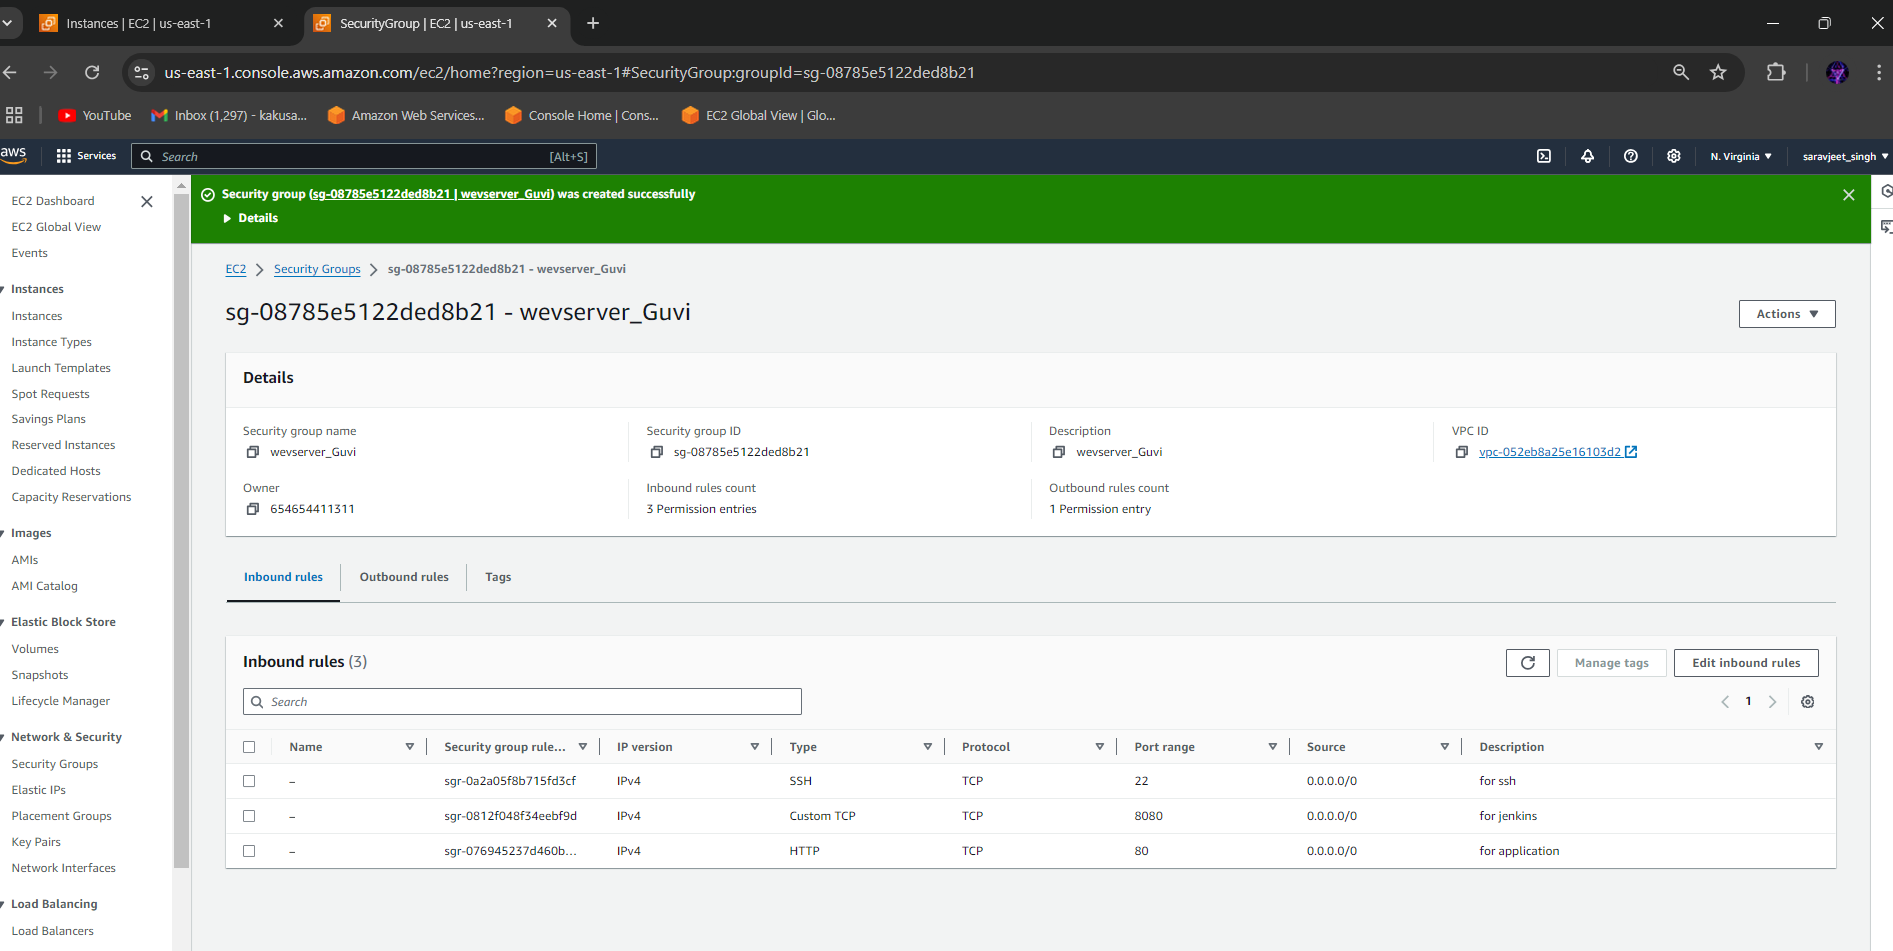 Instances | EC2 | us-east-1
SecurityGroup | EC2 | us-east-1
us-east-1.console.aws.amazon.com/ec2/home?region=us-east-1#SecurityGroup:groupId=sg-08785e5122ded8b21
YouTube
Inbox (1,297) - kakusa...
Amazon Web Services...
Console Home | Cons...
EC2 Global View | Glo...
aws
Services
Search
[Alt+S]
N. Virginia
saravjeet_singh
EC2 Dashboard
EC2 Global View
Events
Instances
Instances
Instance Types
Launch Templates
Spot Requests
Savings Plans
Reserved Instances
Dedicated Hosts
Capacity Reservations
Images
AMIs
AMI Catalog
Elastic Block Store
Volumes
Snapshots
Lifecycle Manager
Network & Security
Security Groups
Elastic IPs
Placement Groups
Key Pairs
Network Interfaces
Load Balancing
Load Balancers
Security group (sg-08785e5122ded8b21 | wevserver_Guvi) was created successfully
Details
EC2 > Security Groups > sg-08785e5122ded8b21 - wevserver_Guvi
sg-08785e5122ded8b21 - wevserver_Guvi
Actions
Details
Security group name
wevserver_Guvi
Security group ID
sg-08785e5122ded8b21
Description
wevserver_Guvi
VPC ID
vpc-052eb8a25e16103d2
Owner
654654411311
Inbound rules count
3 Permission entries
Outbound rules count
1 Permission entry
Inbound rules
Outbound rules
Tags
Inbound rules (3)
Manage tags
Edit inbound rules
Search
1
Name Security group rule... IP version Type Protocol Port range Source Description
– sgr-0a2a05f8b715fd3cf IPv4 SSH TCP 22 0.0.0.0/0 for ssh
– sgr-0812f048f34eebf9d IPv4 Custom TCP TCP 8080 0.0.0.0/0 for jenkins
– sgr-076945237d460b... IPv4 HTTP TCP 80 0.0.0.0/0 for application